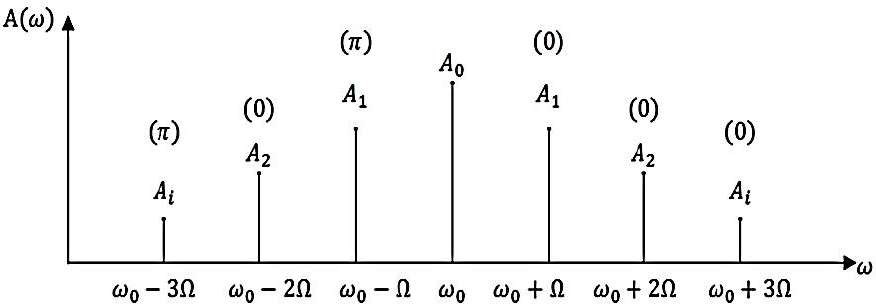 A(ω)
(π) (0)
A₀
A₁ A₁
(0) (0)
(π) (0)
A₂ A₂
Aᵢ Aᵢ
ω
ω₀ − 3Ω ω₀ − 2Ω ω₀ − Ω ω₀ ω₀ + Ω ω₀ + 2Ω ω₀ + 3Ω